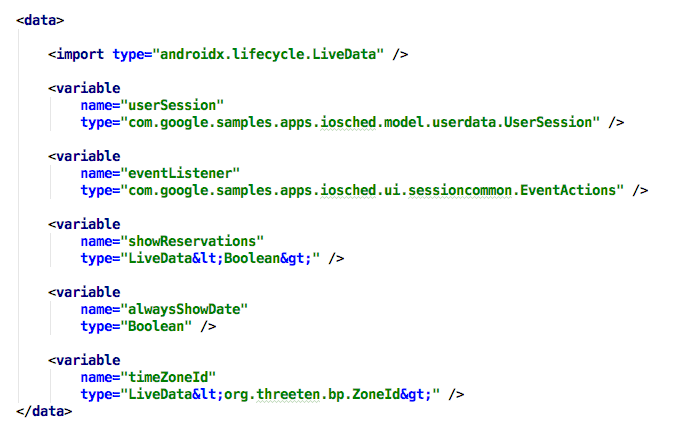 <data>
<import type="androidx.lifecycle.LiveData" />
<variable
name="userSession"
type="com.google.samples.apps.iosched.model.userdata.UserSession" />
<variable
name="eventListener"
type="com.google.samples.apps.iosched.ui.sessioncommon.EventActions" />
<variable
name="showReservations"
type="LiveData&lt;Boolean&gt;" />
<variable
name="alwaysShowDate"
type="Boolean" />
<variable
name="timeZoneId"
type="LiveData&lt;org.threeten.bp.ZoneId&gt;" />
</data>